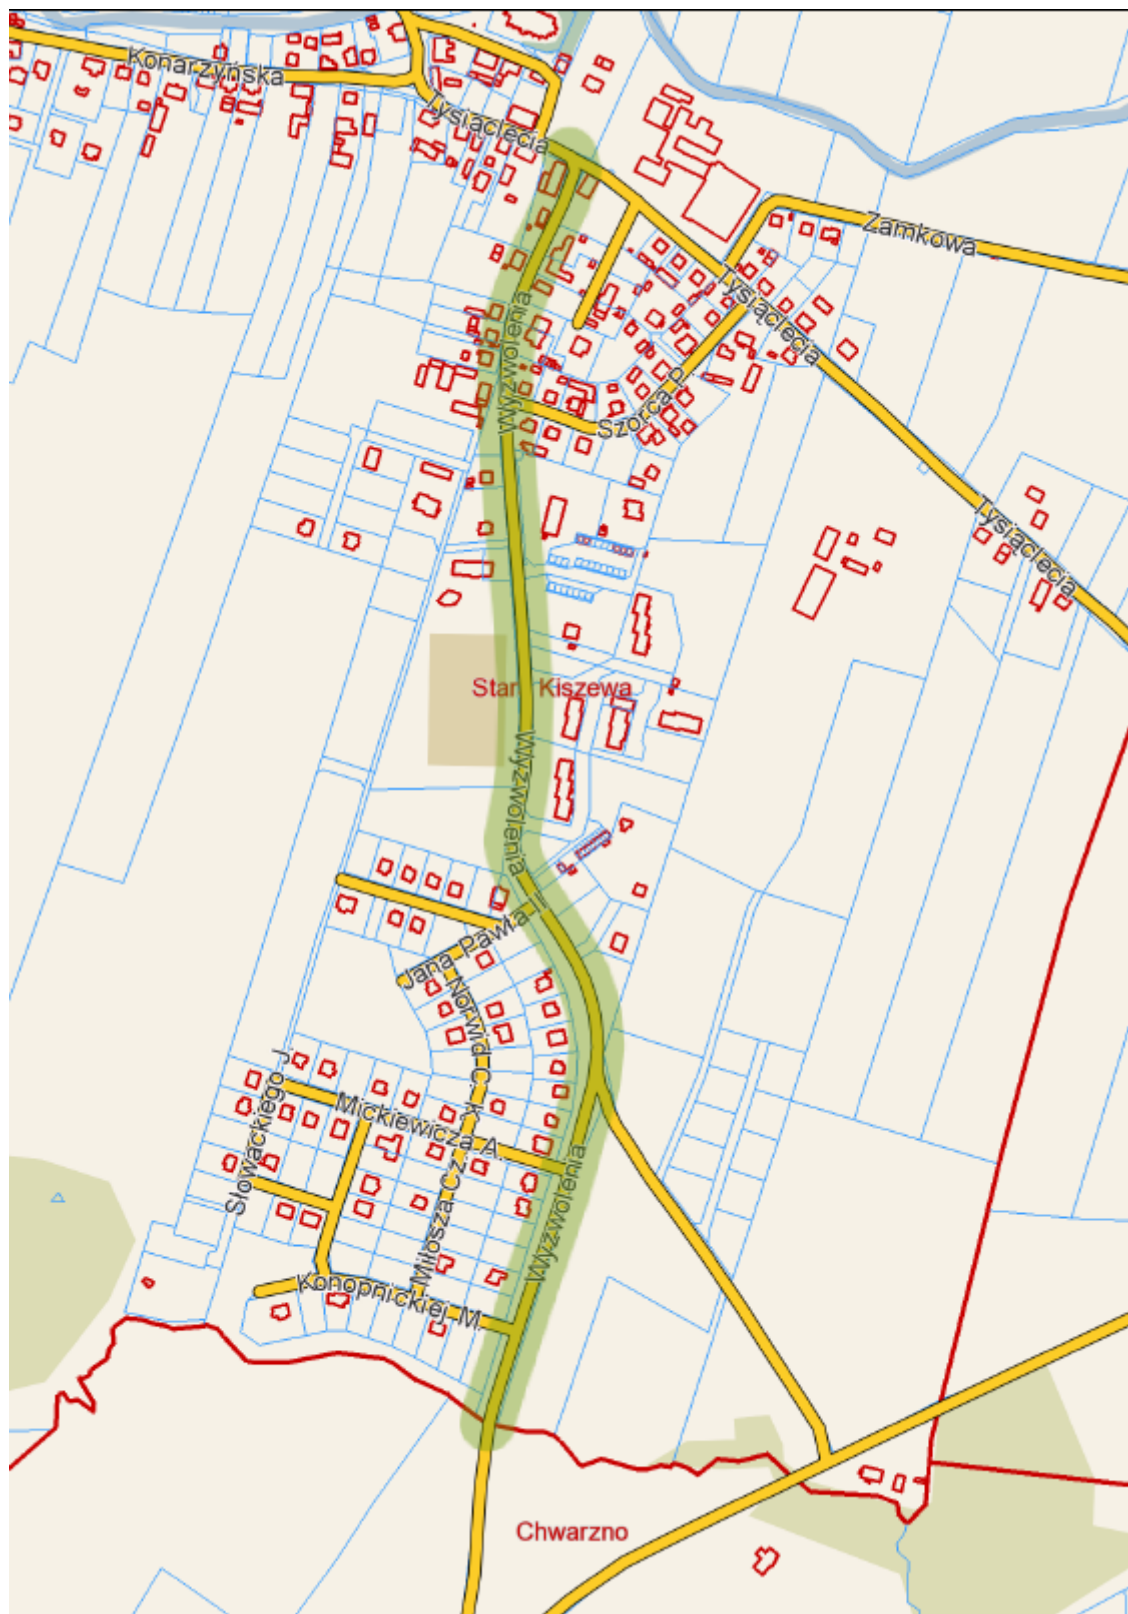 Konarzyńska
Tysiąclecia
Zamkowa
Tysiąclecia
Wyzwolenia
Szorca P.
Tysiąclecia
Star Kiszewa
Wyzwolenia
Jana Pawła II
Norwida C. K.
Słowackiego J.
Mickiewicza A.
Wyzwolenia
Miłosza Cz.
Konopnickiej M.
Chwarzno